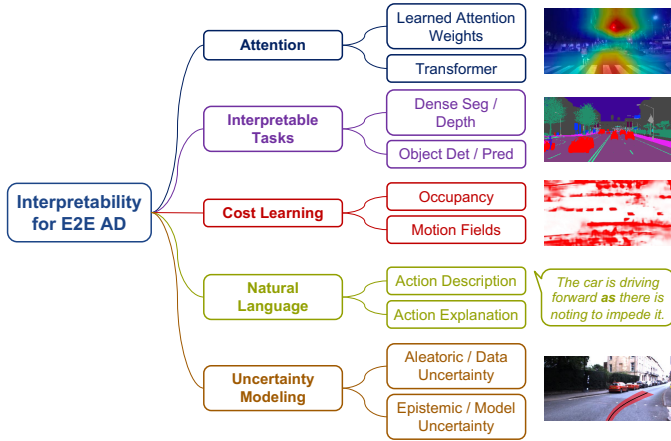 Interpretability
for E2E AD
Attention
Learned Attention
Weights
Transformer
Interpretable
Tasks
Dense Seg /
Depth
Object Det / Pred
Cost Learning
Occupancy
Motion Fields
Natural
Language
Action Description
Action Explanation
The car is driving
forward as there is
noting to impede it.
Uncertainty
Modeling
Aleatoric / Data
Uncertainty
Epistemic / Model
Uncertainty